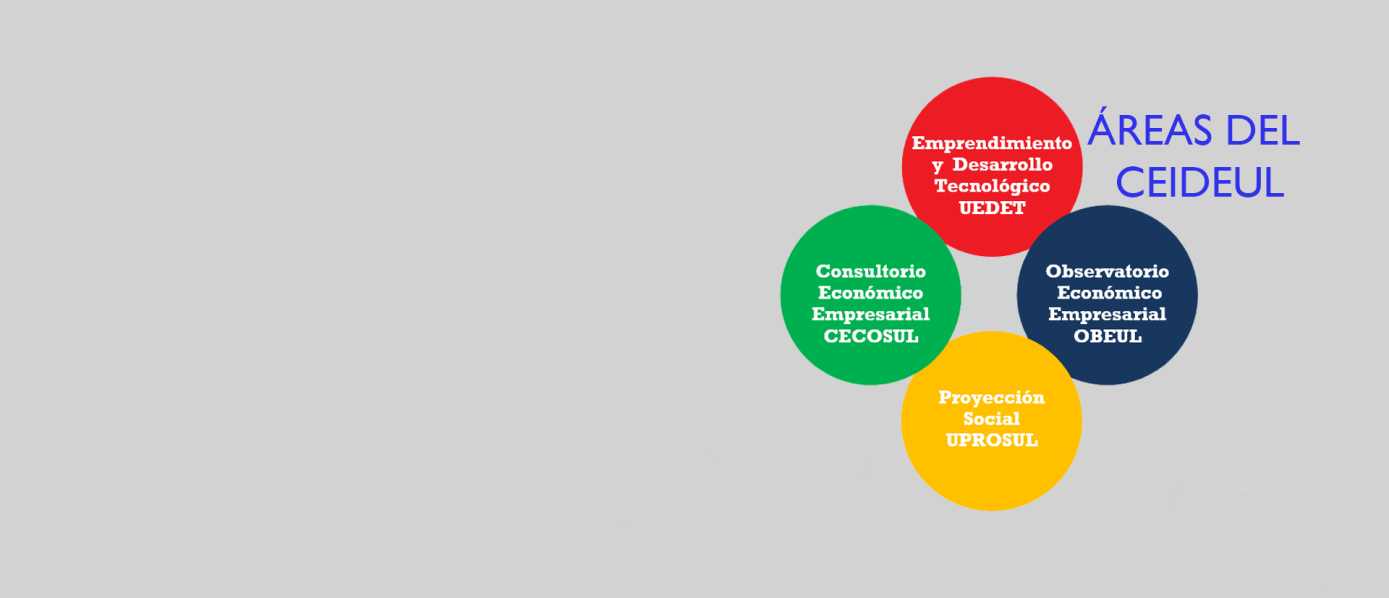 ÁREAS DEL
CEIDEUL
Emprendimiento
y Desarrollo
Tecnológico
UEDET
Consultorio
Económico
Empresarial
CECOSUL
Observatorio
Económico
Empresarial
OBEUL
Proyección
Social
UPROSUL